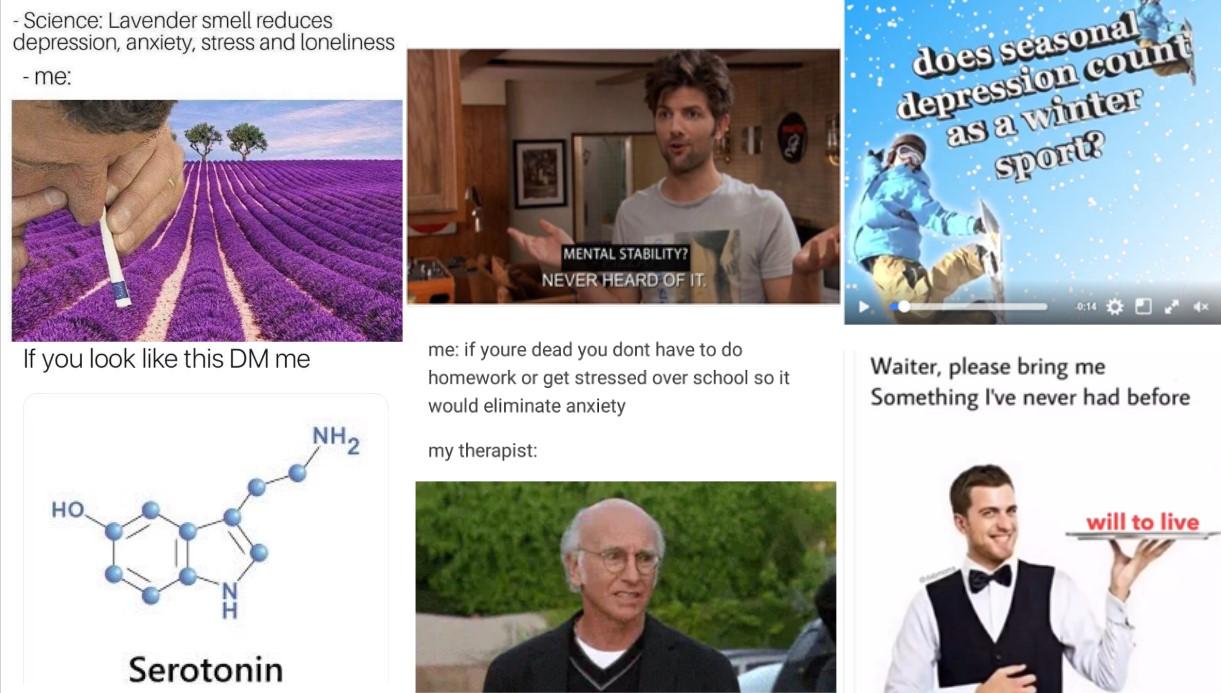 - Science: Lavender smell reduces
depression, anxiety, stress and loneliness
- me:
MENTAL STABILITY?
NEVER HEARD OF IT.
does seasonal
depression count
as a winter
sport?
-0:14
If you look like this DM me
NH2
HO
N
H
Serotonin
me: if youre dead you dont have to do
homework or get stressed over school so it
would eliminate anxiety
my therapist:
Waiter, please bring me
Something I've never had before
will to live